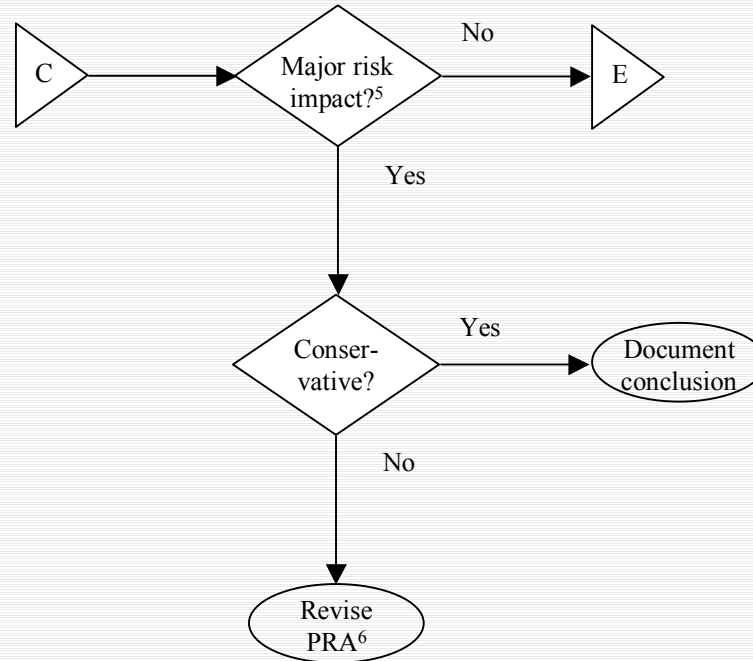 No
C
Major risk
impact?⁵
E
Yes
Conser-
vative?
Yes
Document
conclusion
No
Revise
PRA⁶